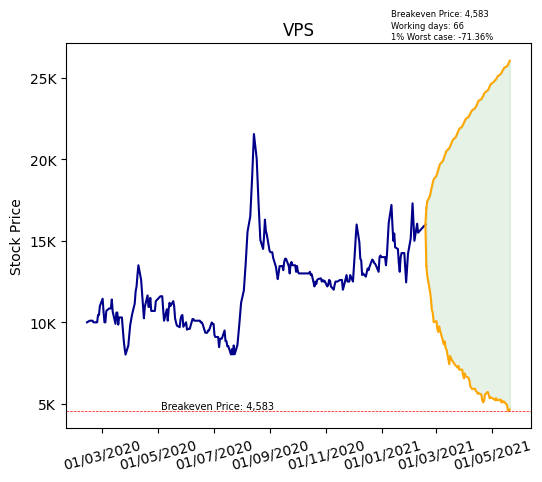 Breakeven Price: 4,583
Working days: 66
1% Worst case: -71.36%
VPS
Stock Price
25K
20K
15K
10K
5K
Breakeven Price: 4,583
01/03/2020
01/05/2020
01/07/2020
01/09/2020
01/11/2020
01/01/2021
01/03/2021
01/05/2021